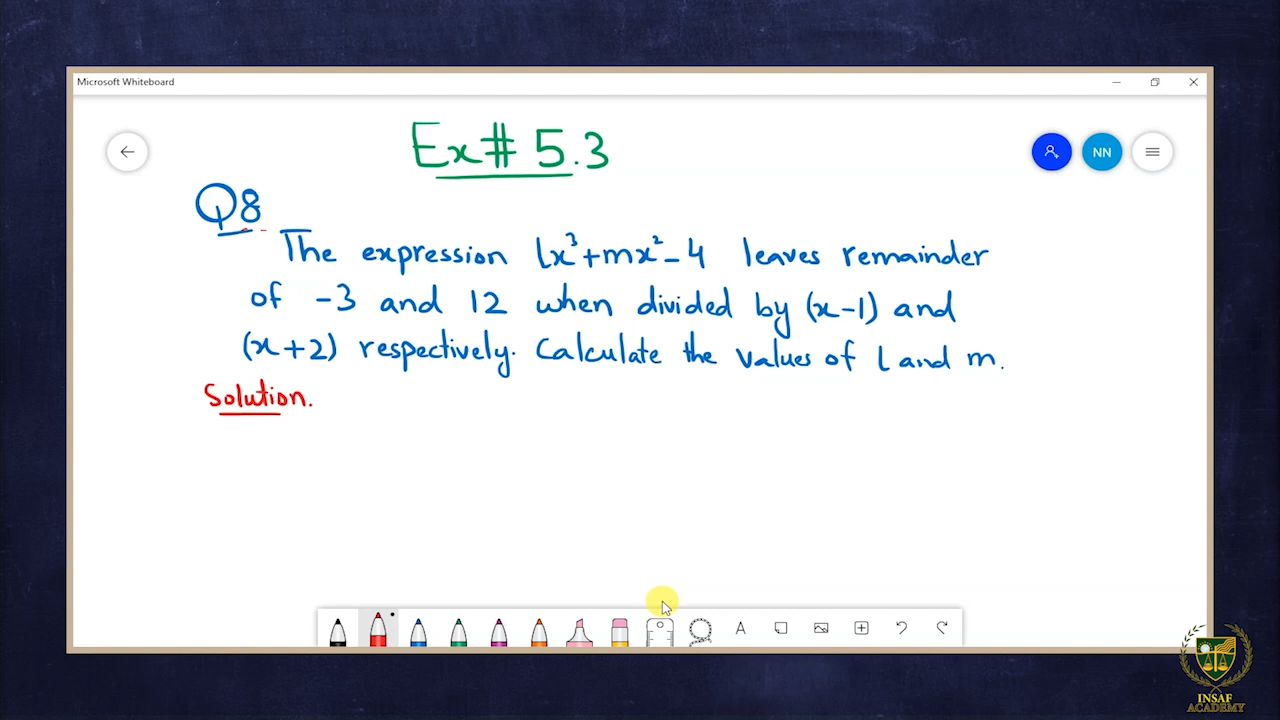 Microsoft Whiteboard
Ex# 5.3
NN
Q8
The expression lx³+mx²-4 leaves remainder
of -3 and 12 when divided by (x-1) and
(x+2) respectively. Calculate the values of l and m.
Solution.
A
INSAF
ACADEMY